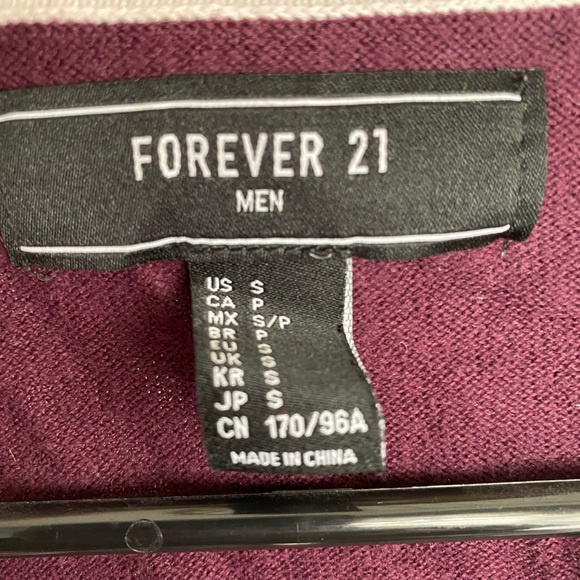 FOREVER 21
MEN
US S
CA P
MX S/P
BR P
EU S
UK S
KR S
JP S
CN 170/96A
MADE IN CHINA